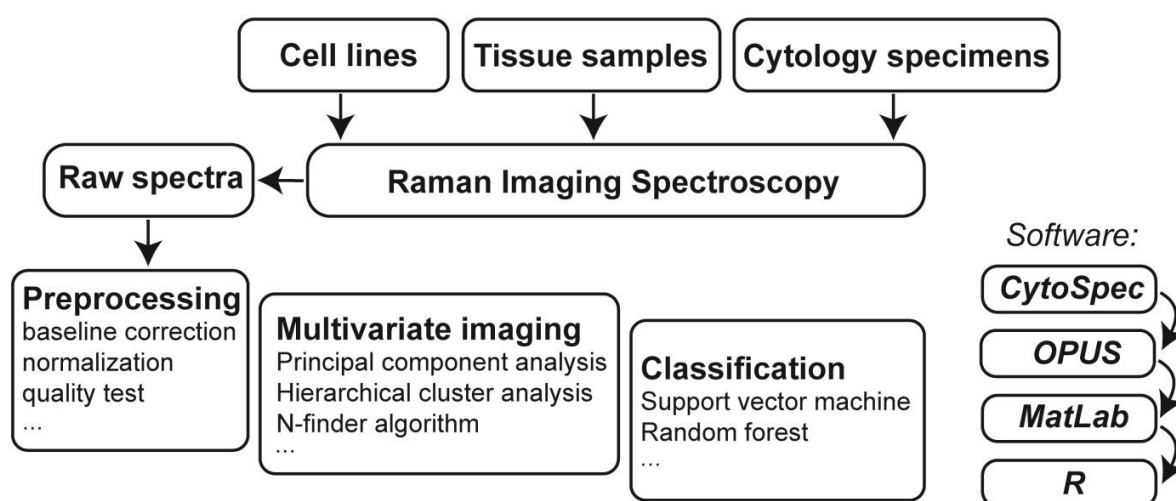 Cell lines
Tissue samples
Cytology specimens
Raw spectra
Raman Imaging Spectroscopy
Preprocessing
baseline correction
normalization
quality test
...
Multivariate imaging
Principal component analysis
Hierarchical cluster analysis
N-finder algorithm
...
Classification
Support vector machine
Random forest
...
Software:
CytoSpec
OPUS
MatLab
R